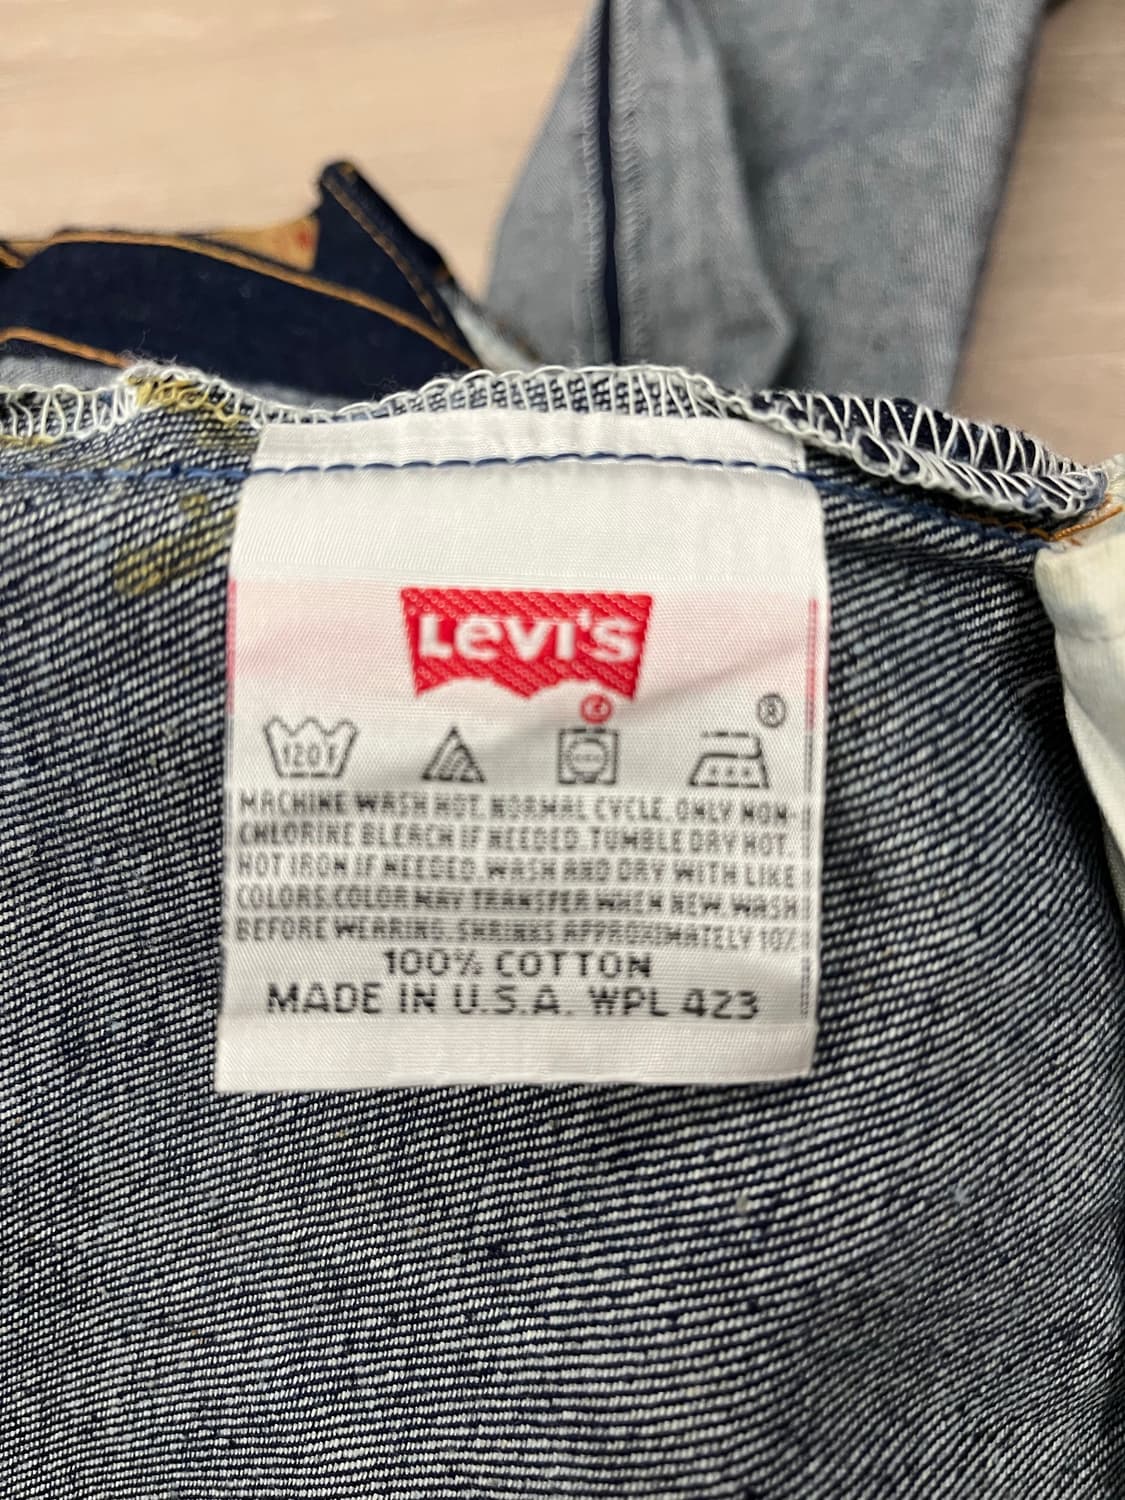 LEVI'S
®
®
120F
MACHINE WASH HOT. NORMAL CYCLE. ONLY NON-
CHLORINE BLEACH IF NEEDED. TUMBLE DRY HOT.
HOT IRON IF NEEDED. WASH AND DRY WITH LIKE
COLORS.COLOR MAY TRANSFER WHEN NEW. WASH
BEFORE WEARING. SHRINKS APPROXIMATELY 10%
100% COTTON
MADE IN U.S.A. WPL 423